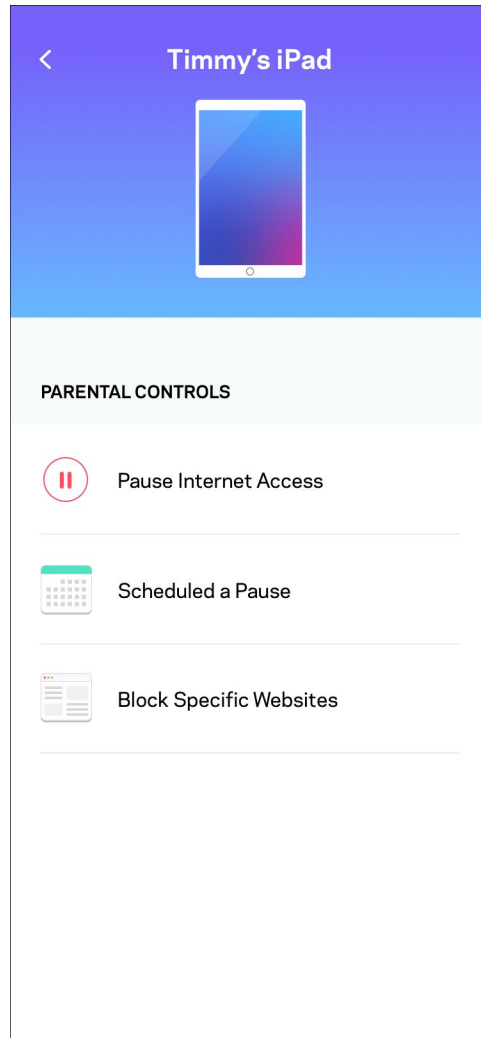 Timmy’s iPad
PARENTAL CONTROLS
Pause Internet Access
Scheduled a Pause
Block Specific Websites